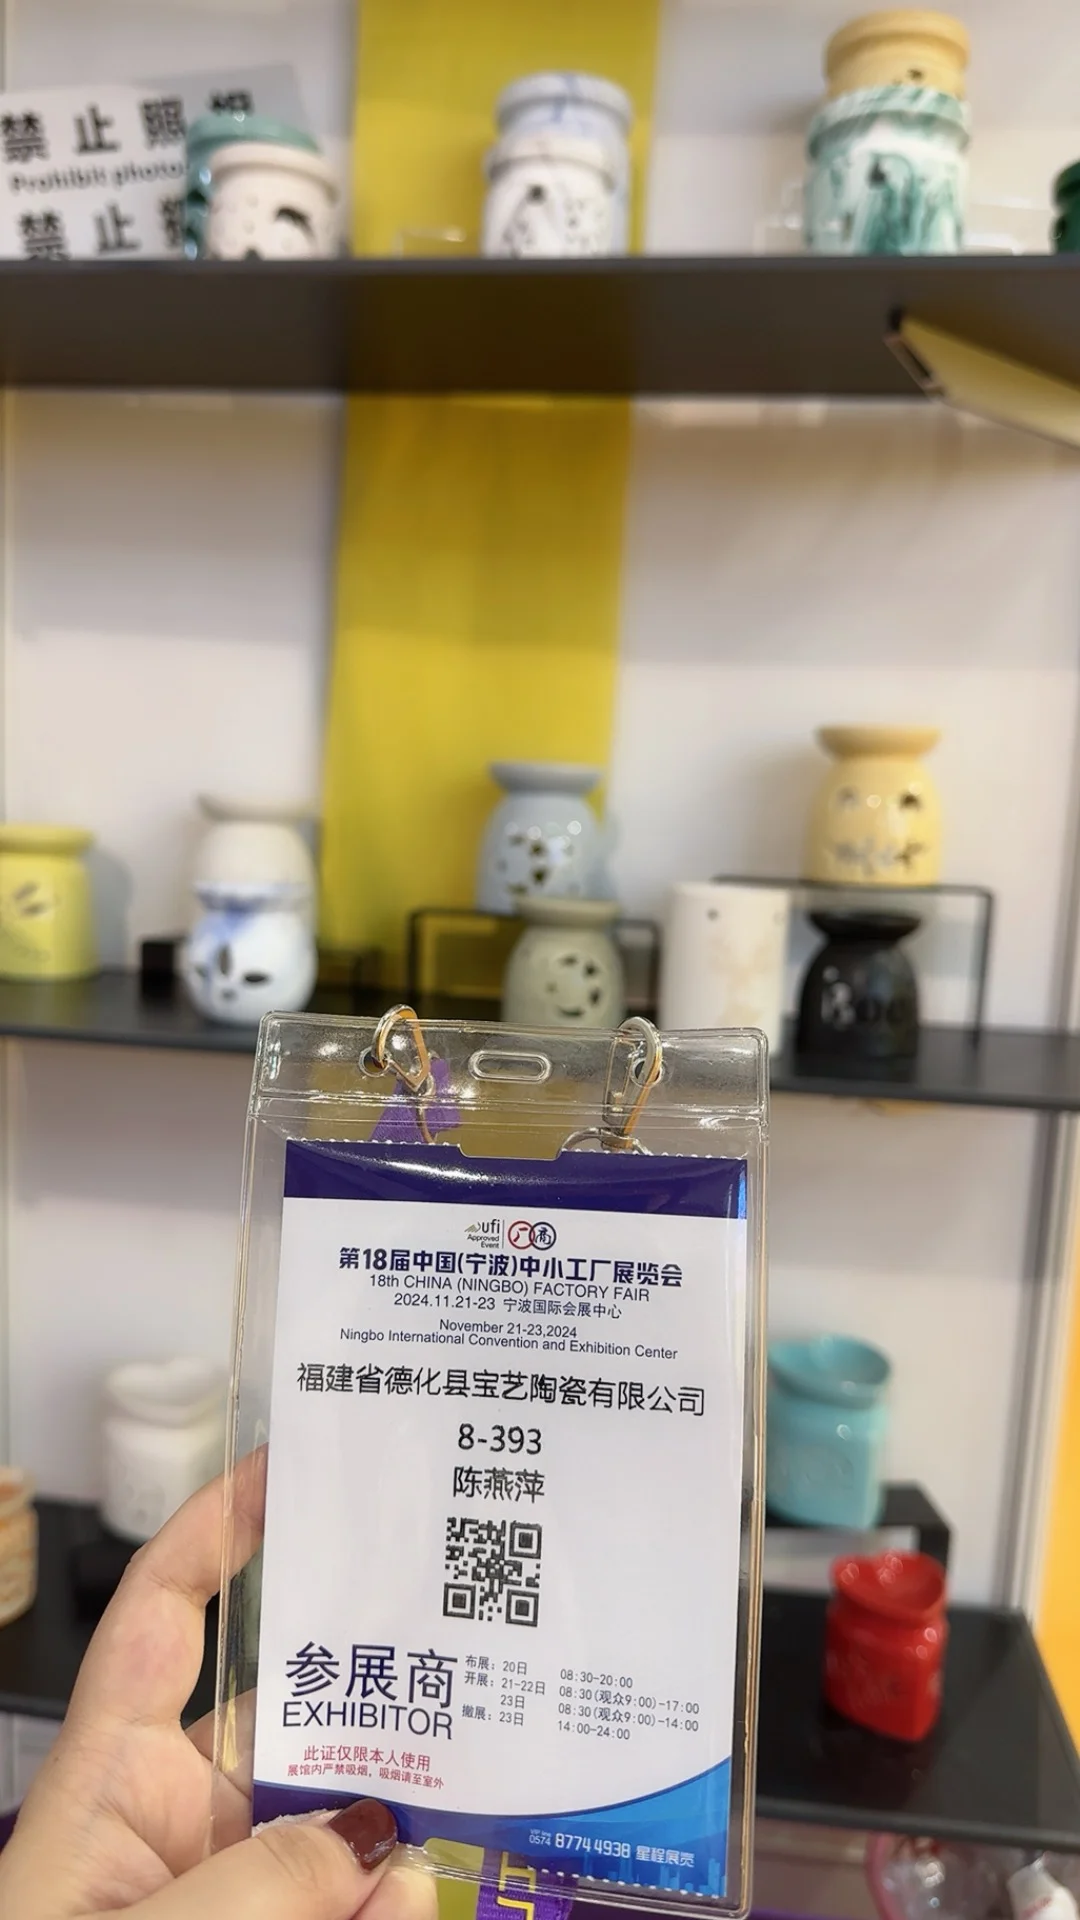 禁止照
Prohibit photo
禁止
Boo
ufi
Approved
Event
厂商
第18届中国(宁波)中小工厂展览会
18th CHINA (NINGBO) FACTORY FAIR
2024.11.21-23 宁波国际会展中心
November 21-23,2024
Ningbo International Convention and Exhibition Center
福建省德化县宝艺陶瓷有限公司
8-393
陈燕萍
参展商
EXHIBITOR
布展: 20日 08:30-20:00
开展: 21-22日 08:30(观众9:00)-17:00
23日 08:30(观众9:00)-14:00
撤展: 23日 14:00-24:00
此证仅限本人使用
展馆内严禁吸烟, 吸烟请至室外
0574 8774 4938 星程展览